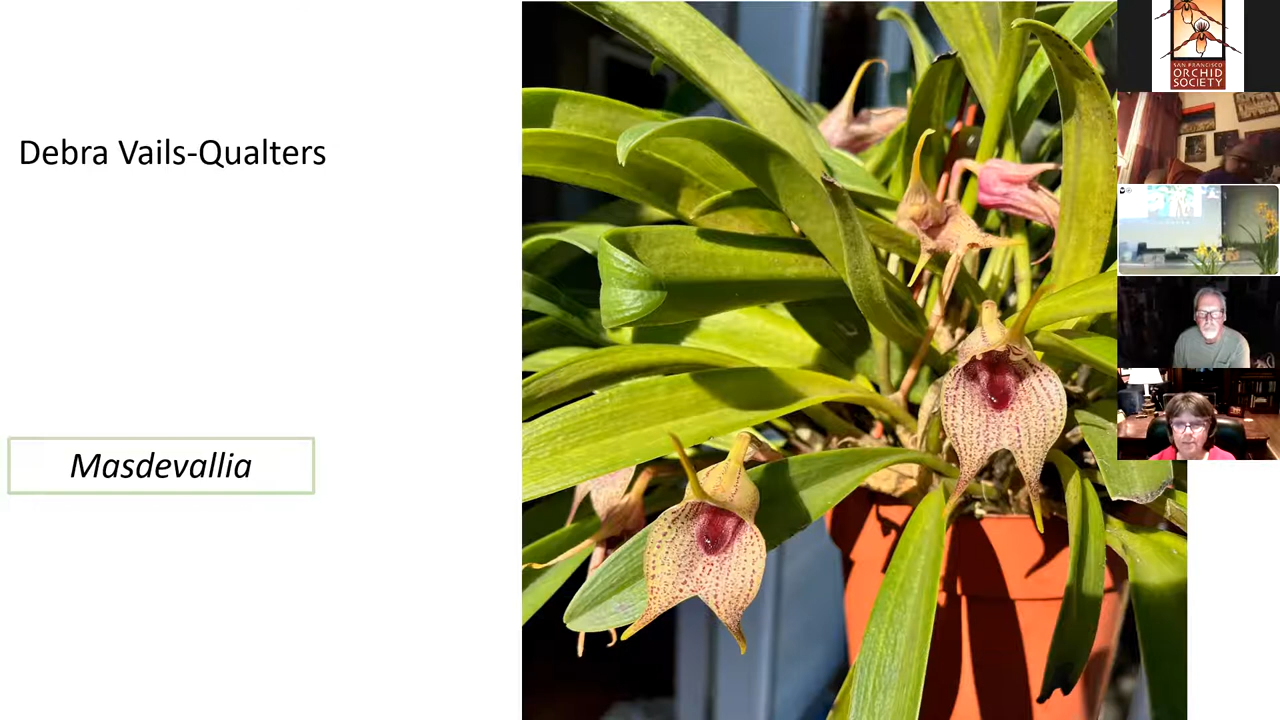 Debra Vails-Qualters
Masdevallia
SAN FRANCISCO
ORCHID
SOCIETY